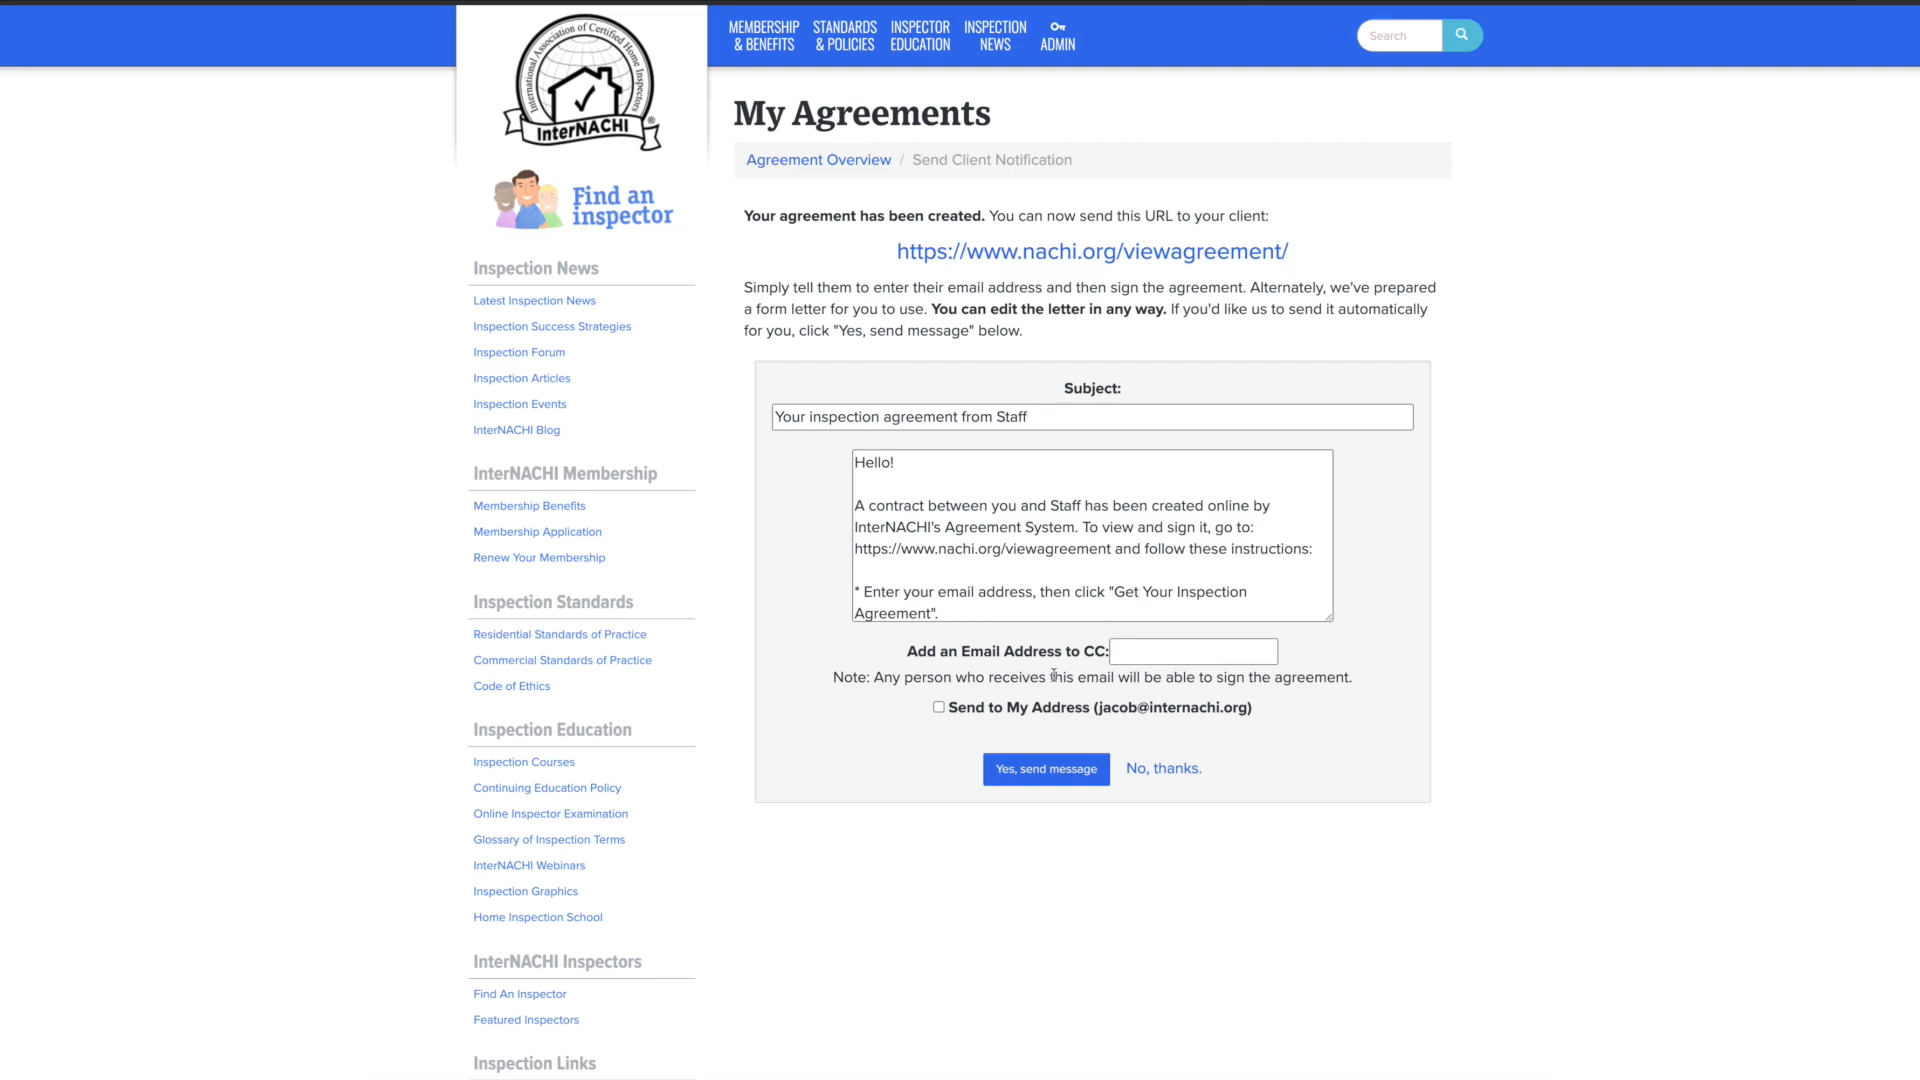 MEMBERSHIP
& BENEFITS
STANDARDS
& POLICIES
INSPECTOR
EDUCATION
INSPECTION
NEWS
ADMIN
Search
International Association of Certified Home Inspectors
InterNACHI
®
Find an
inspector
Inspection News
Latest Inspection News
Inspection Success Strategies
Inspection Forum
Inspection Articles
Inspection Events
InterNACHI Blog
InterNACHI Membership
Membership Benefits
Membership Application
Renew Your Membership
Inspection Standards
Residential Standards of Practice
Commercial Standards of Practice
Code of Ethics
Inspection Education
Inspection Courses
Continuing Education Policy
Online Inspector Examination
Glossary of Inspection Terms
InterNACHI Webinars
Inspection Graphics
Home Inspection School
InterNACHI Inspectors
Find An Inspector
Featured Inspectors
Inspection Links
My Agreements
Agreement Overview / Send Client Notification
Your agreement has been created. You can now send this URL to your client:
https://www.nachi.org/viewagreement/
Simply tell them to enter their email address and then sign the agreement. Alternately, we've prepared
a form letter for you to use. You can edit the letter in any way. If you'd like us to send it automatically
for you, click "Yes, send message" below.
Subject:
Your inspection agreement from Staff
Hello!
A contract between you and Staff has been created online by
InterNACHI's Agreement System. To view and sign it, go to:
https://www.nachi.org/viewagreement and follow these instructions:
* Enter your email address, then click "Get Your Inspection
Agreement".
Add an Email Address to CC:
Note: Any person who receives this email will be able to sign the agreement.
Send to My Address (jacob@internachi.org)
Yes, send message
No, thanks.